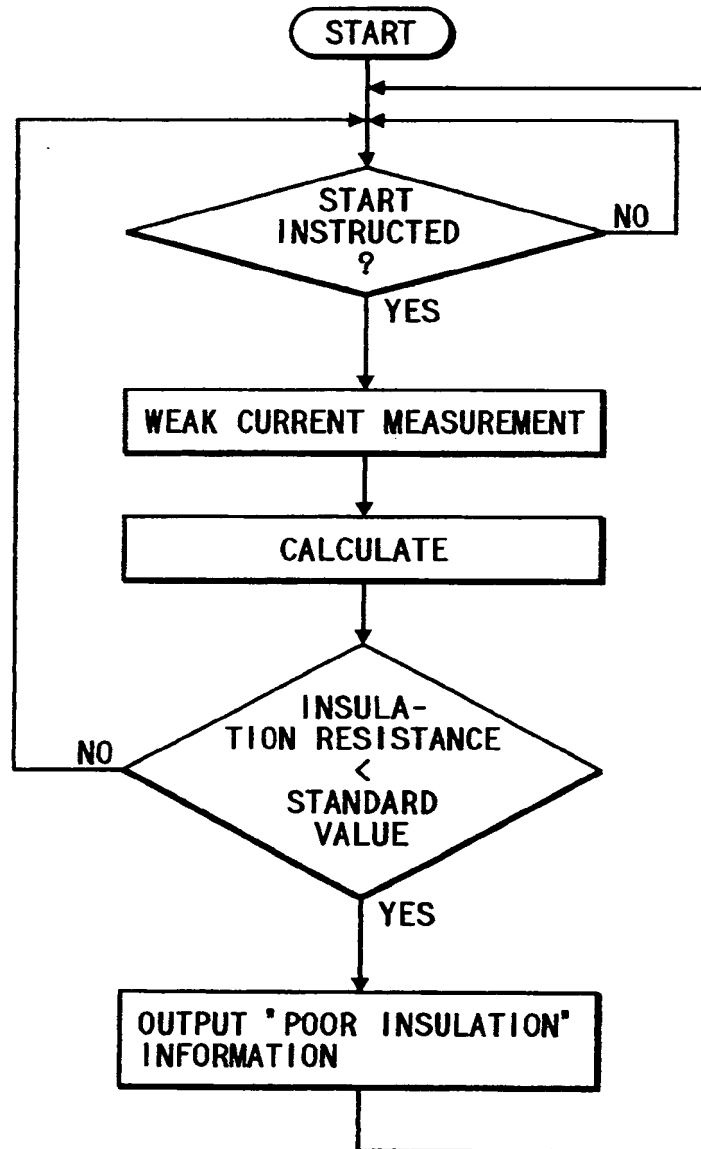 START
START
INSTRUCTED
?
NO
YES
WEAK CURRENT MEASUREMENT
CALCULATE
INSULA-
TION RESISTANCE
<
STANDARD
VALUE
NO
YES
OUTPUT "POOR INSULATION"
INFORMATION